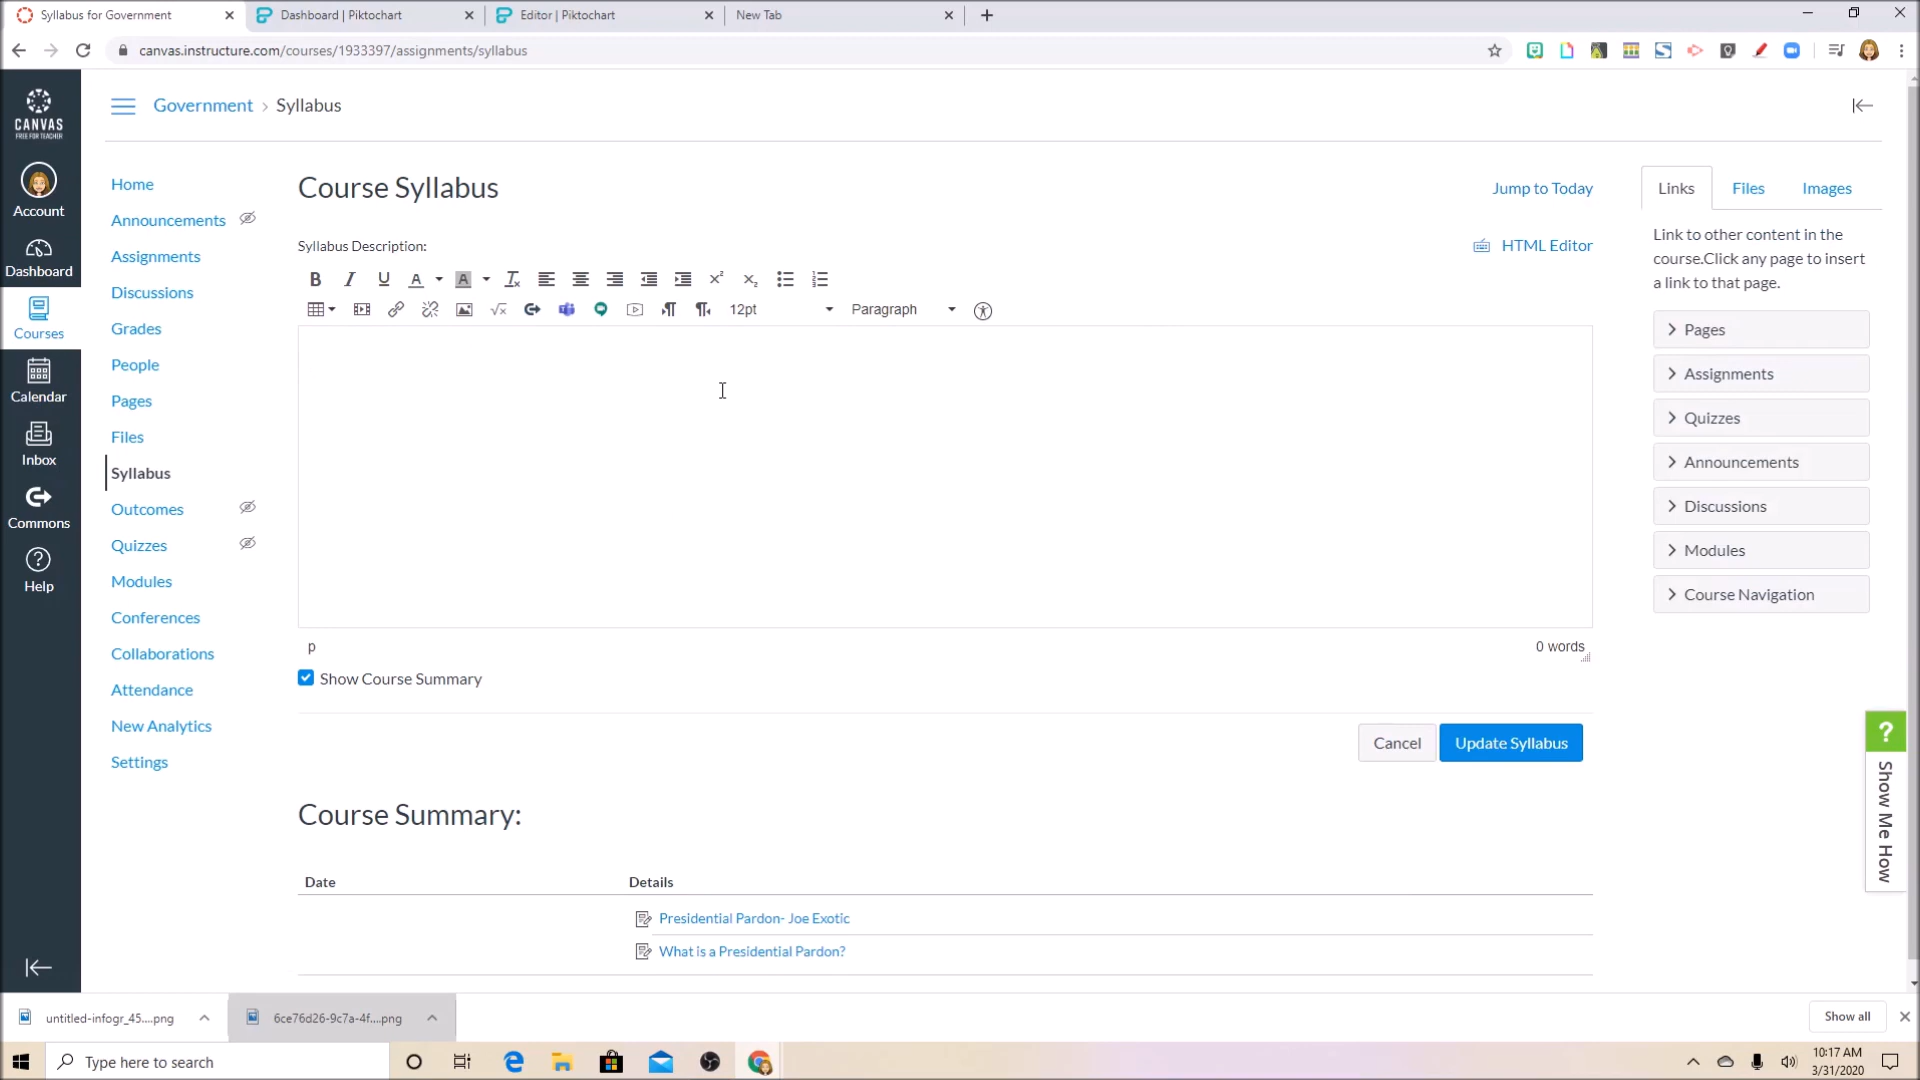 Syllabus for Government
Dashboard | Piktochart
Editor | Piktochart
New Tab
canvas.instructure.com/courses/1933397/assignments/syllabus
CANVAS
FREE FOR TEACHER
Account
Dashboard
Courses
Calendar
Inbox
Commons
Help
Government > Syllabus
Home
Announcements
Assignments
Discussions
Grades
People
Pages
Files
Syllabus
Outcomes
Quizzes
Modules
Conferences
Collaborations
Attendance
New Analytics
Settings
Course Syllabus
Jump to Today
Syllabus Description:
HTML Editor
12pt
Paragraph
p
0 words
Show Course Summary
Cancel
Update Syllabus
Course Summary:
Date Details
Presidential Pardon- Joe Exotic
What is a Presidential Pardon?
Links
Files
Images
Link to other content in the
course.Click any page to insert
a link to that page.
Pages
Assignments
Quizzes
Announcements
Discussions
Modules
Course Navigation
? Show Me How
untitled-infogr_45....png
6ce76d26-9c7a-4f....png
Show all
Type here to search
10:17 AM
3/31/2020